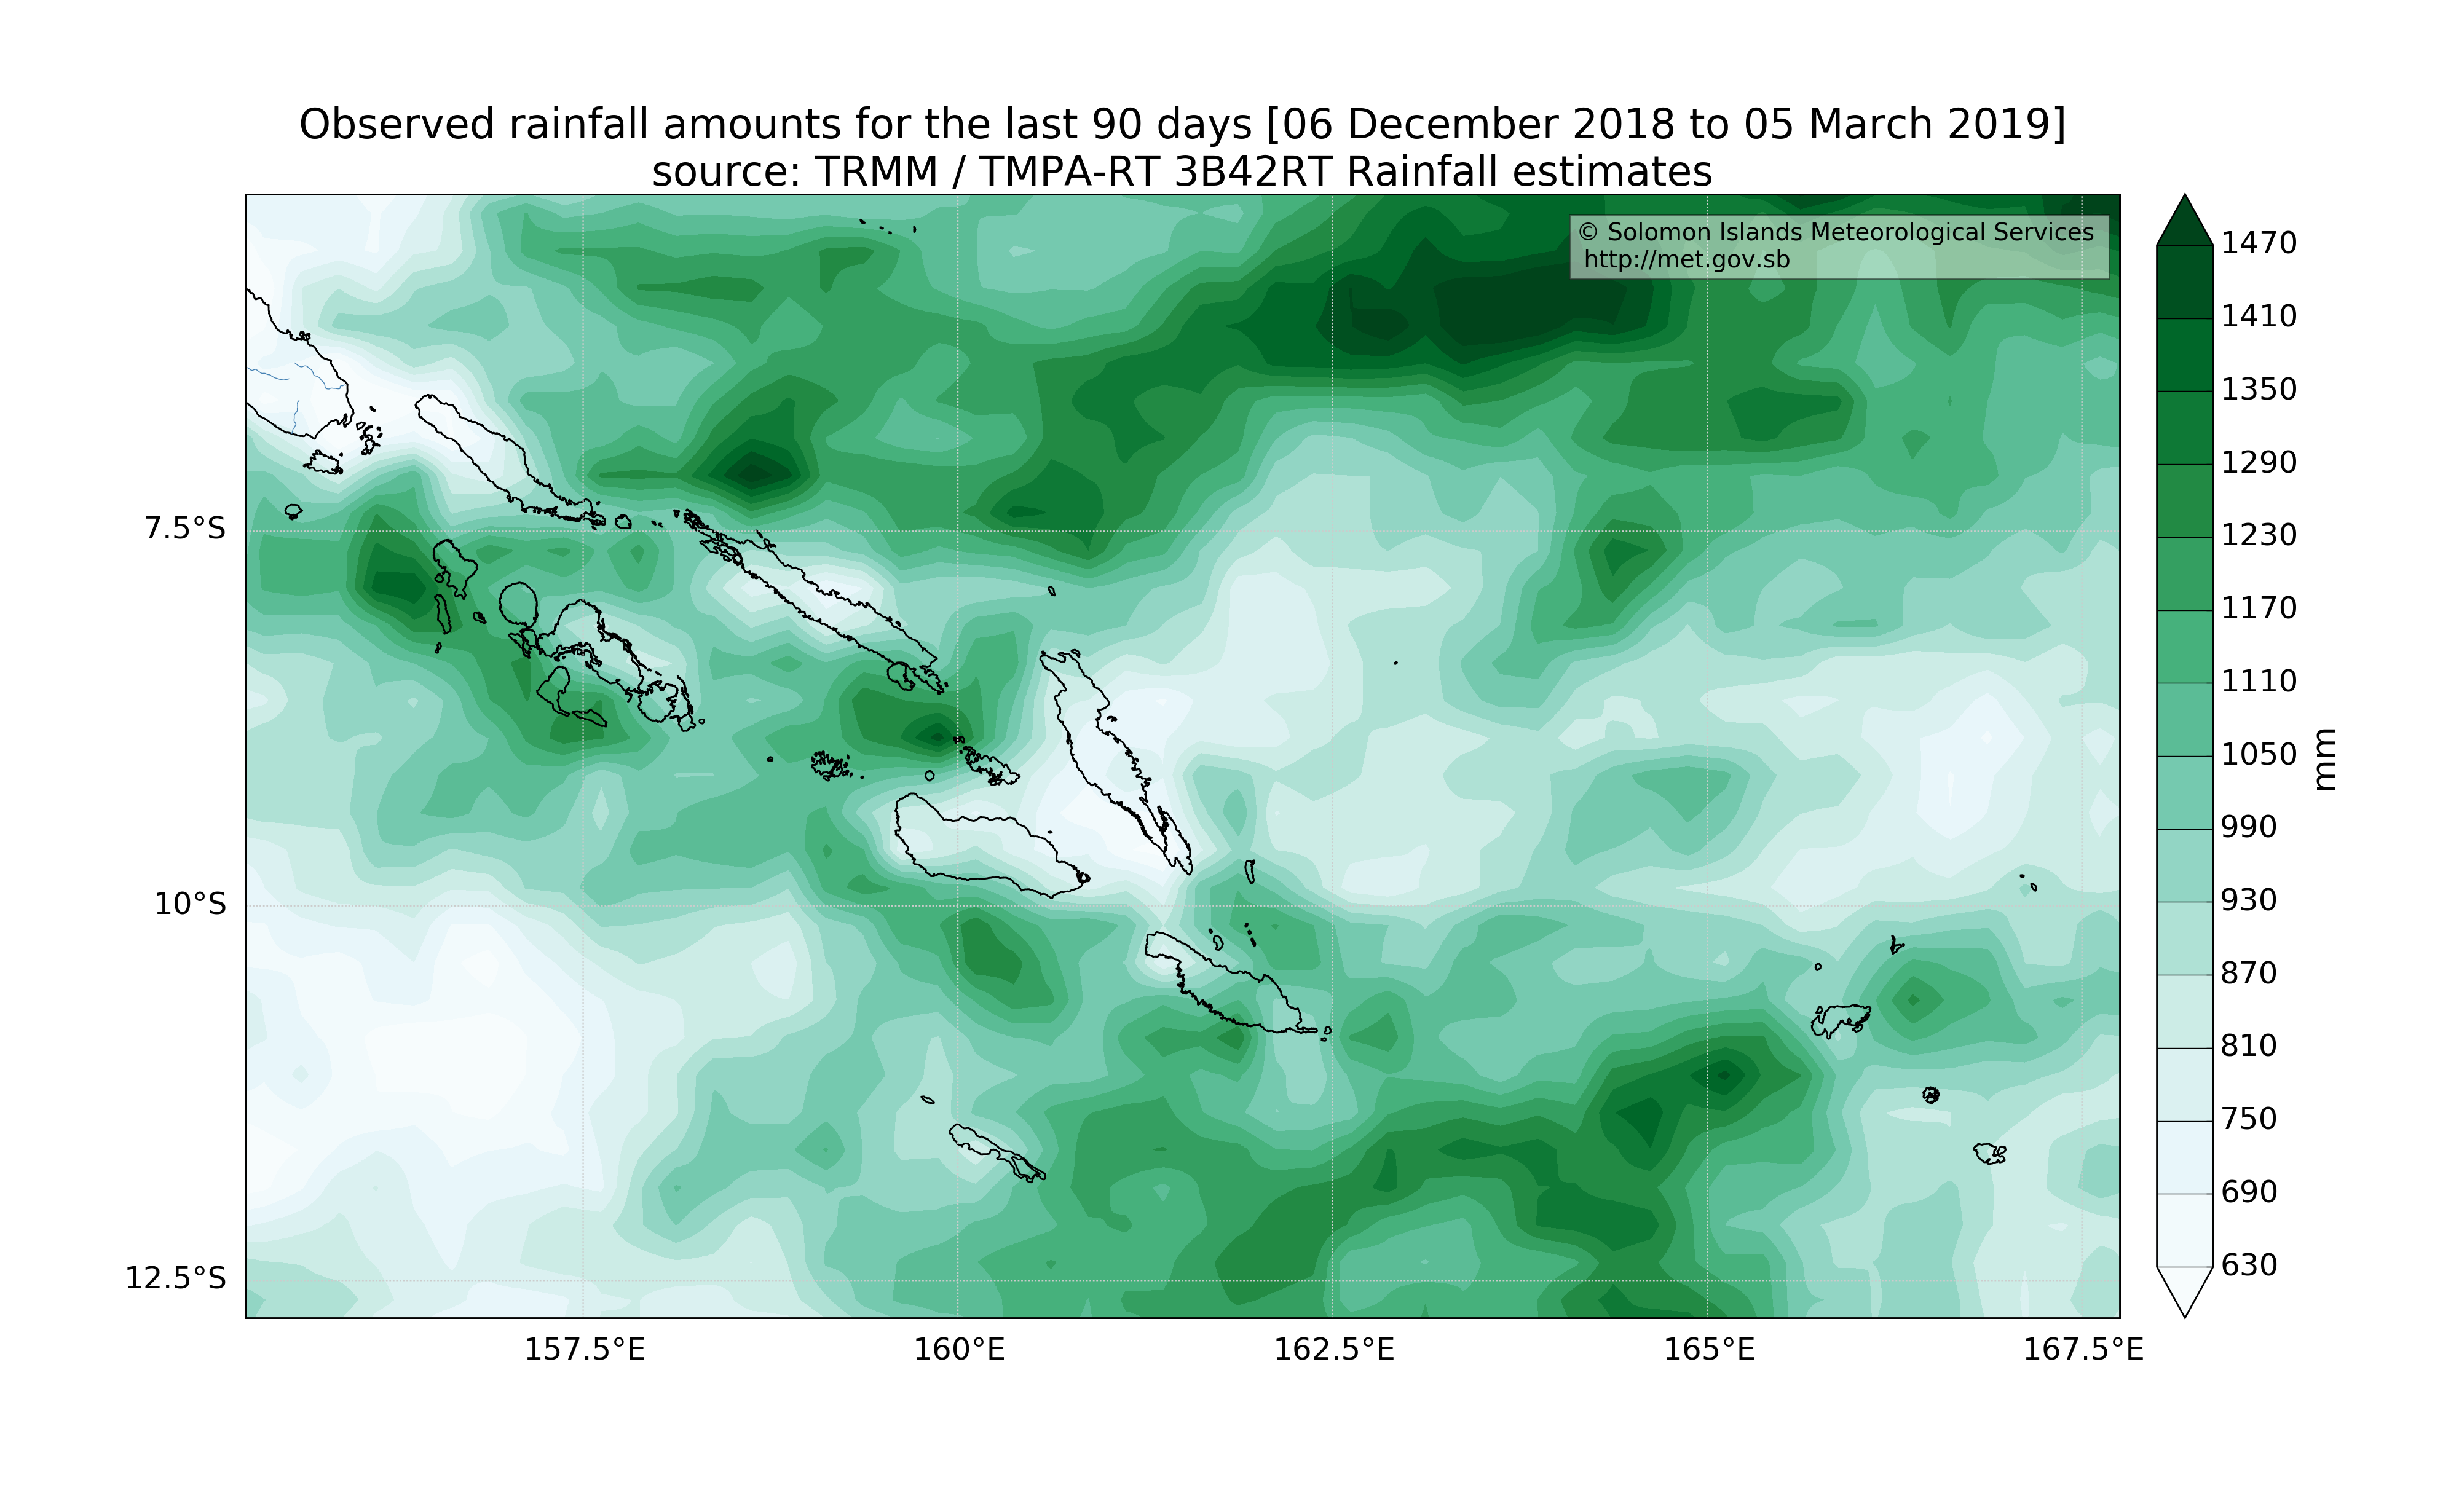 Observed rainfall amounts for the last 90 days [06 December 2018 to 05 March 2019]
source: TRMM / TMPA-RT 3B42RT Rainfall estimates
© Solomon Islands Meteorological Services
http://met.gov.sb
7.5°S
10°S
12.5°S
157.5°E
160°E
162.5°E
165°E
167.5°E
1470
1410
1350
1290
1230
1170
1110
1050
990
930
870
810
750
690
630
mm